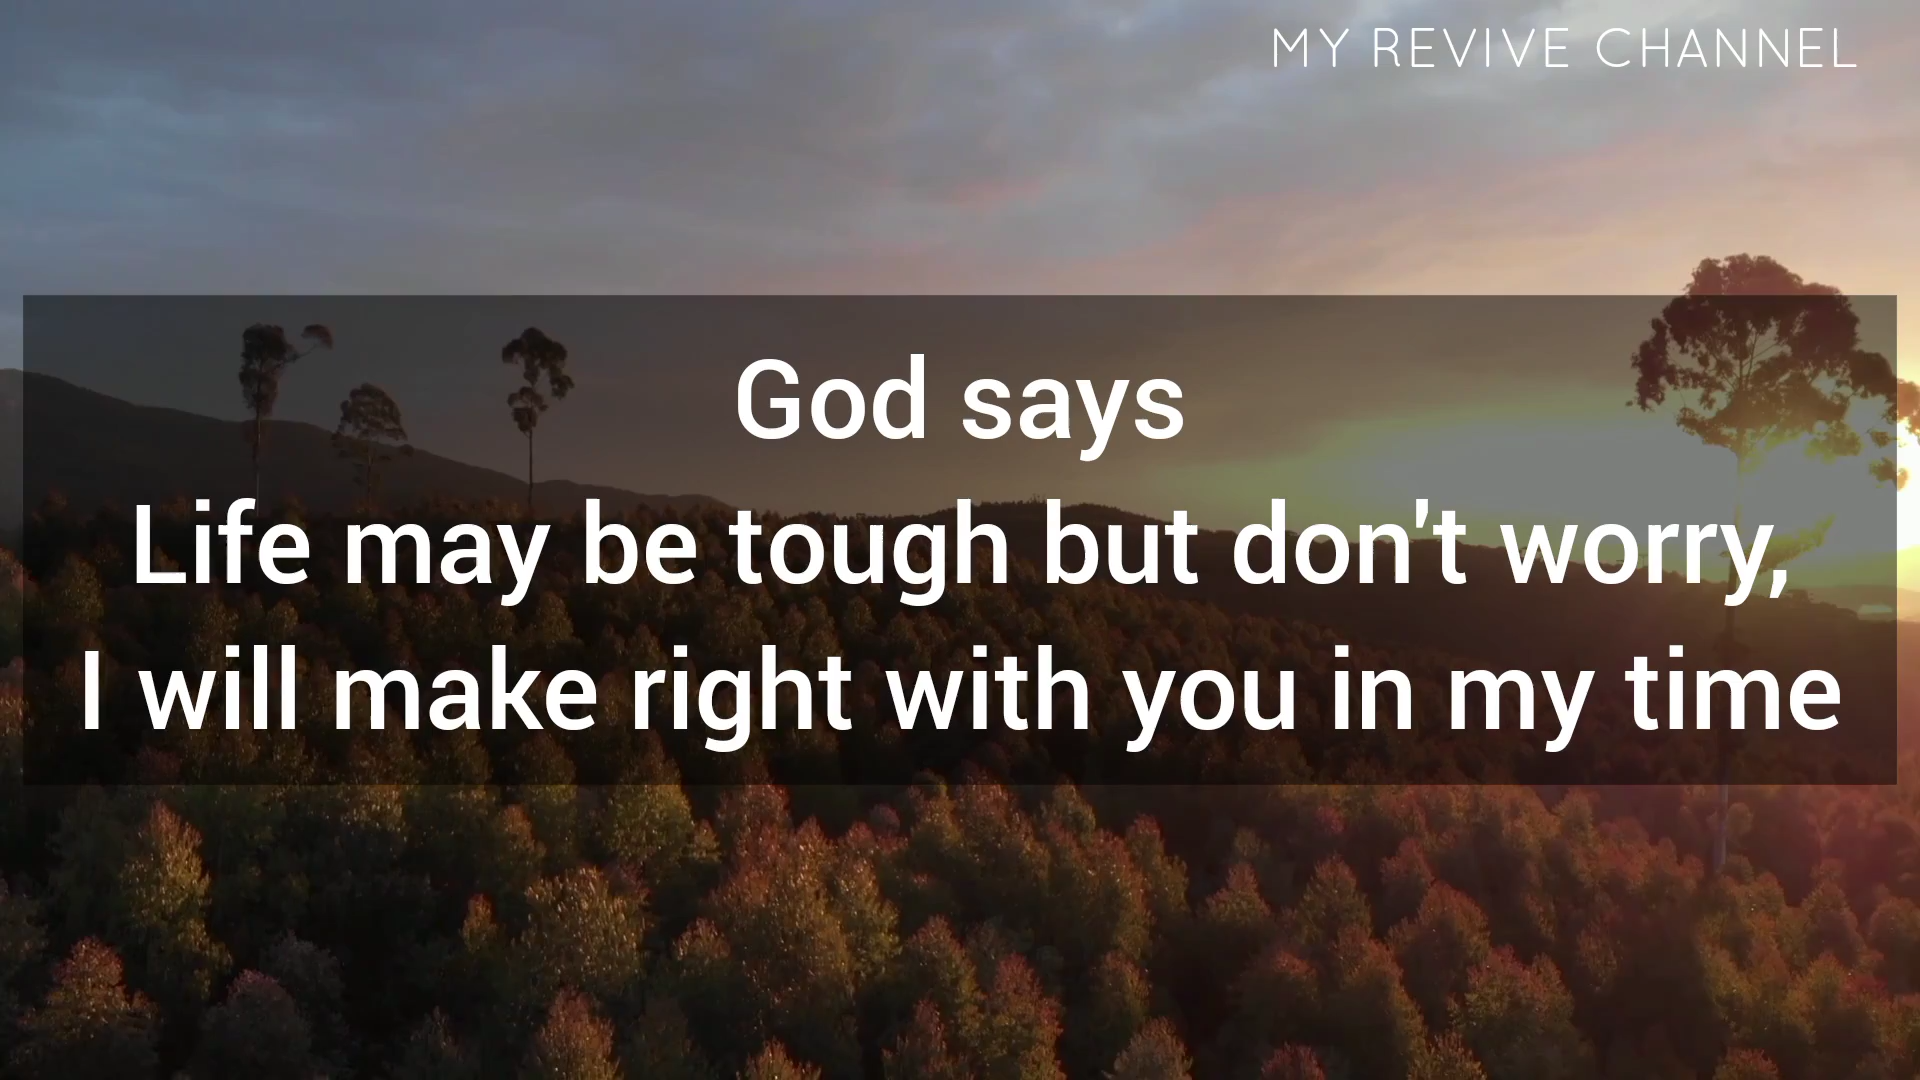 MY REVIVE CHANNEL
God says
Life may be tough but don't worry,
I will make right with you in my time